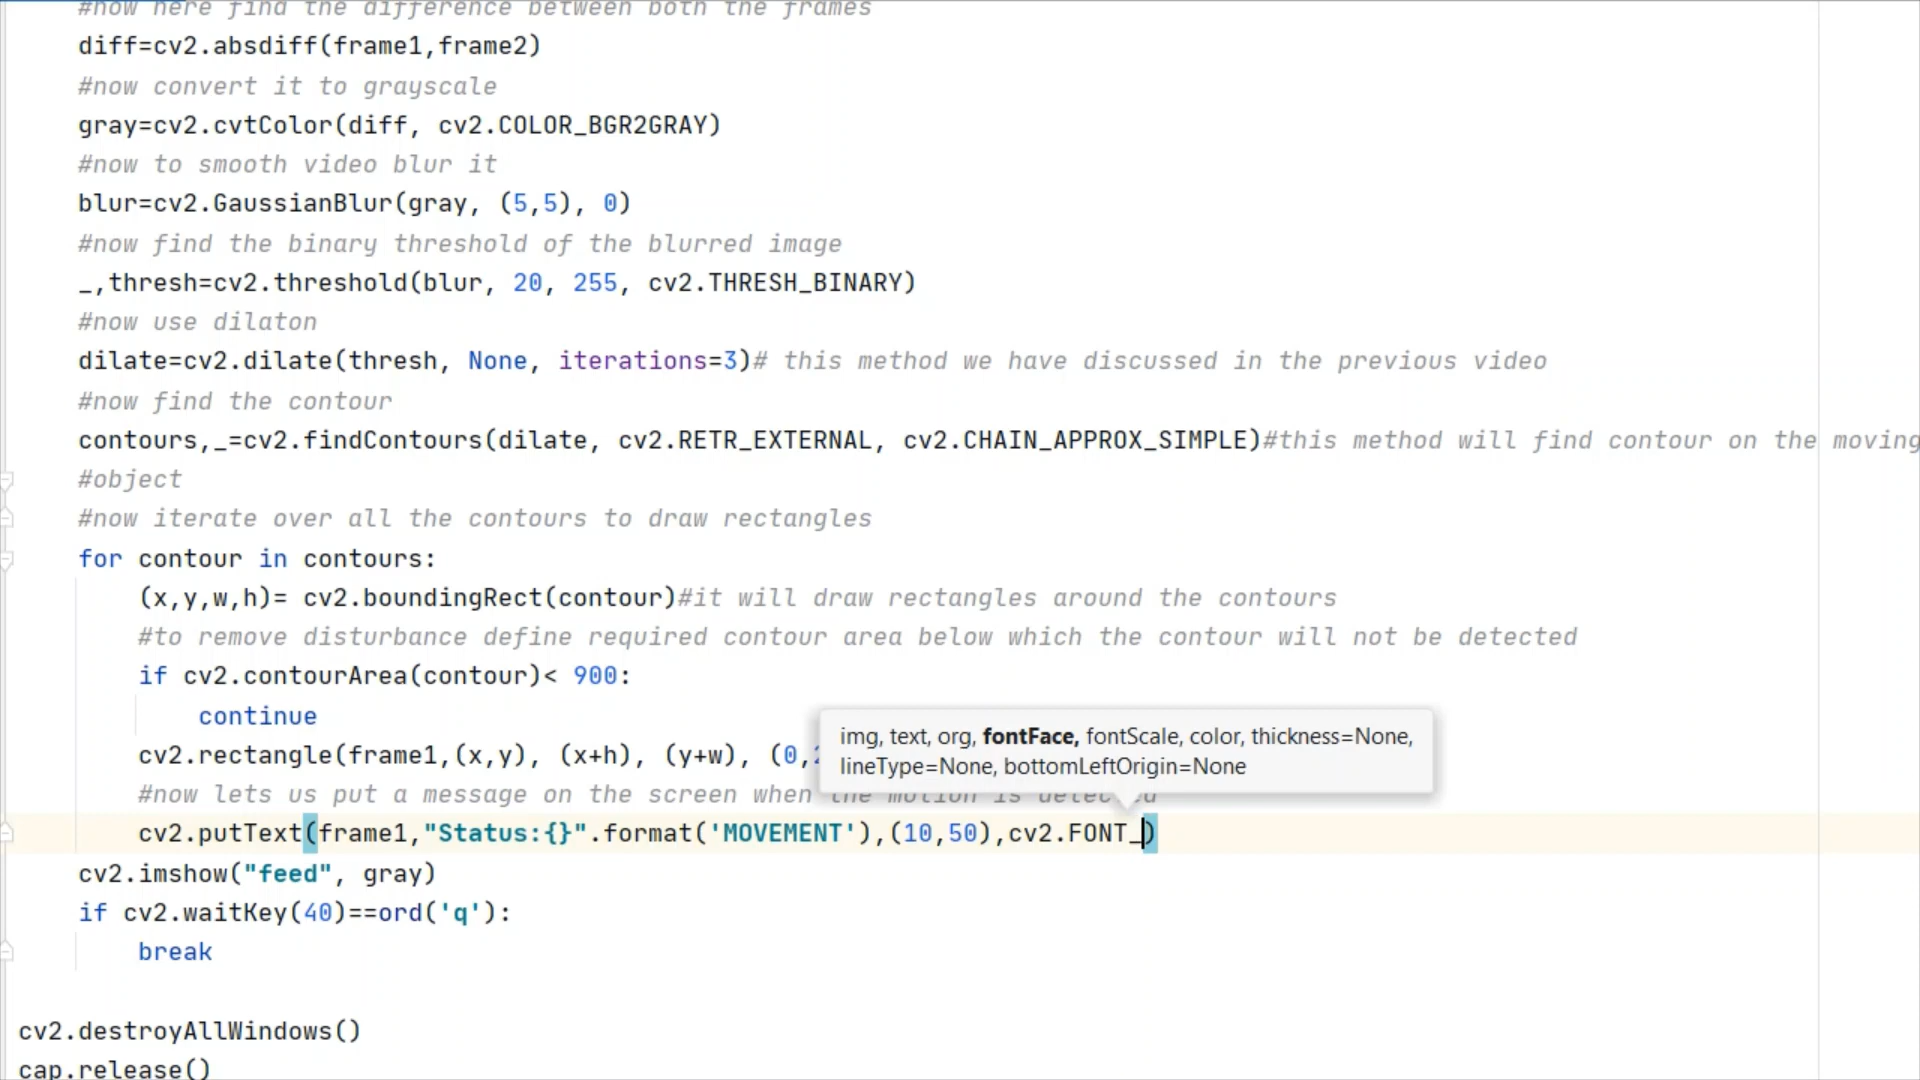 #now here find the difference between both the frames
diff=cv2.absdiff(frame1,frame2)
#now convert it to grayscale
gray=cv2.cvtColor(diff, cv2.COLOR_BGR2GRAY)
#now to smooth video blur it
blur=cv2.GaussianBlur(gray, (5,5), 0)
#now find the binary threshold of the blurred image
_,thresh=cv2.threshold(blur, 20, 255, cv2.THRESH_BINARY)
#now use dilaton
dilate=cv2.dilate(thresh, None, iterations=3)# this method we have discussed in the previous video
#now find the contour
contours,_=cv2.findContours(dilate, cv2.RETR_EXTERNAL, cv2.CHAIN_APPROX_SIMPLE)#this method will find contour on the moving
#object
#now iterate over all the contours to draw rectangles
for contour in contours:
(x,y,w,h)= cv2.boundingRect(contour)#it will draw rectangles around the contours
#to remove disturbance define required contour area below which the contour will not be detected
if cv2.contourArea(contour)< 900:
continue
img, text, org, fontFace, fontScale, color, thickness=None,
lineType=None, bottomLeftOrigin=None
cv2.rectangle(frame1,(x,y), (x+h), (y+w), (0,2
#now lets us put a message on the screen when the motion is detected
cv2.putText(frame1,"Status:{}".format('MOVEMENT'),(10,50),cv2.FONT_)
cv2.imshow("feed", gray)
if cv2.waitKey(40)==ord('q'):
break
cv2.destroyAllWindows()
cap.release()